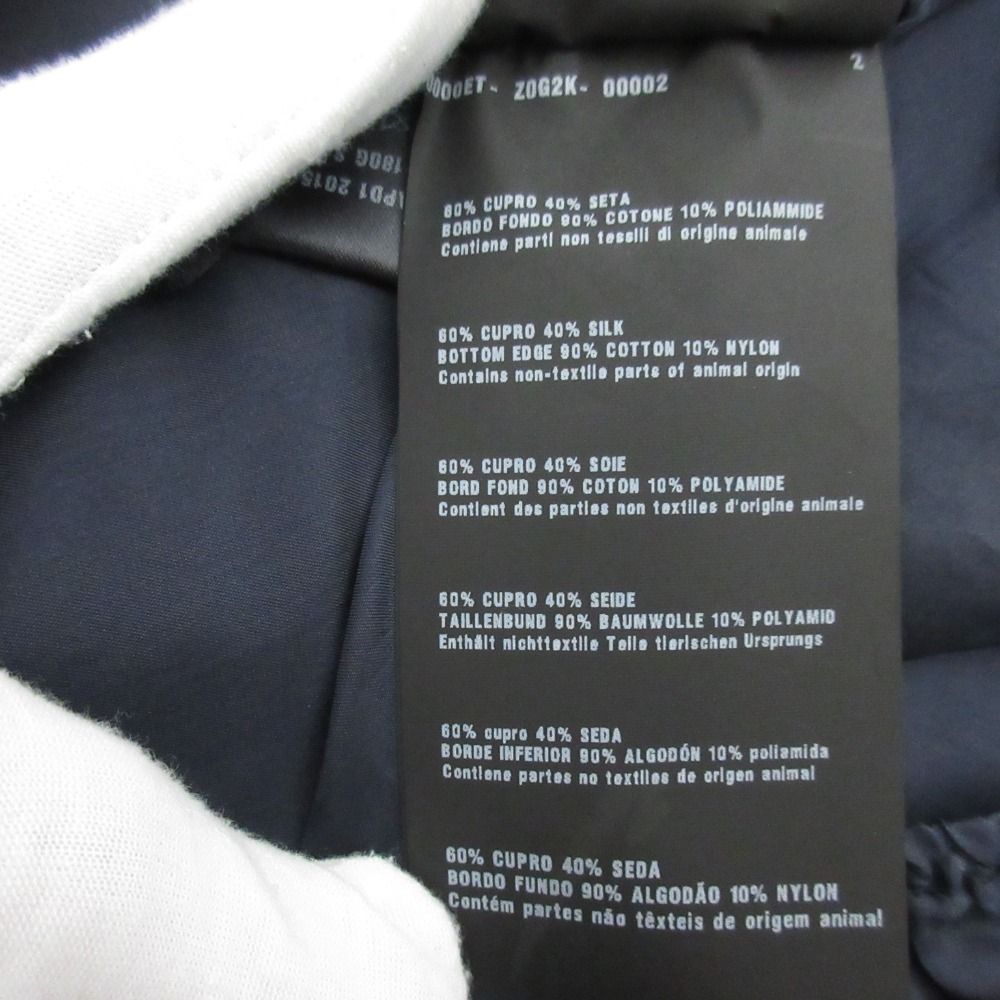 2
Z0G2K- 00002
60% CUPRO 40% SETA
BORDO FONDO 90% COTONE 10% POLIAMMIDE
Contiene parti non tessili di origine animale
60% CUPRO 40% SILK
BOTTOM EDGE 90% COTTON 10% NYLON
Contains non-textile parts of animal origin
60% CUPRO 40% SOIE
BORD FOND 90% COTON 10% POLYAMIDE
Contient des parties non textiles d'origine animale
60% CUPRO 40% SEIDE
TAILLENBUND 90% BAUMWOLLE 10% POLYAMID
Enthält nichttextile Teile tierischen Ursprungs
60% cupro 40% SEDA
BORDE INFERIOR 90% ALGODÓN 10% poliamida
Contiene partes no textiles de origen animal
60% CUPRO 40% SEDA
BORDO FUNDO 90% ALGODÃO 10% NYLON
Contém partes não têxteis de origem animal
180G
2015